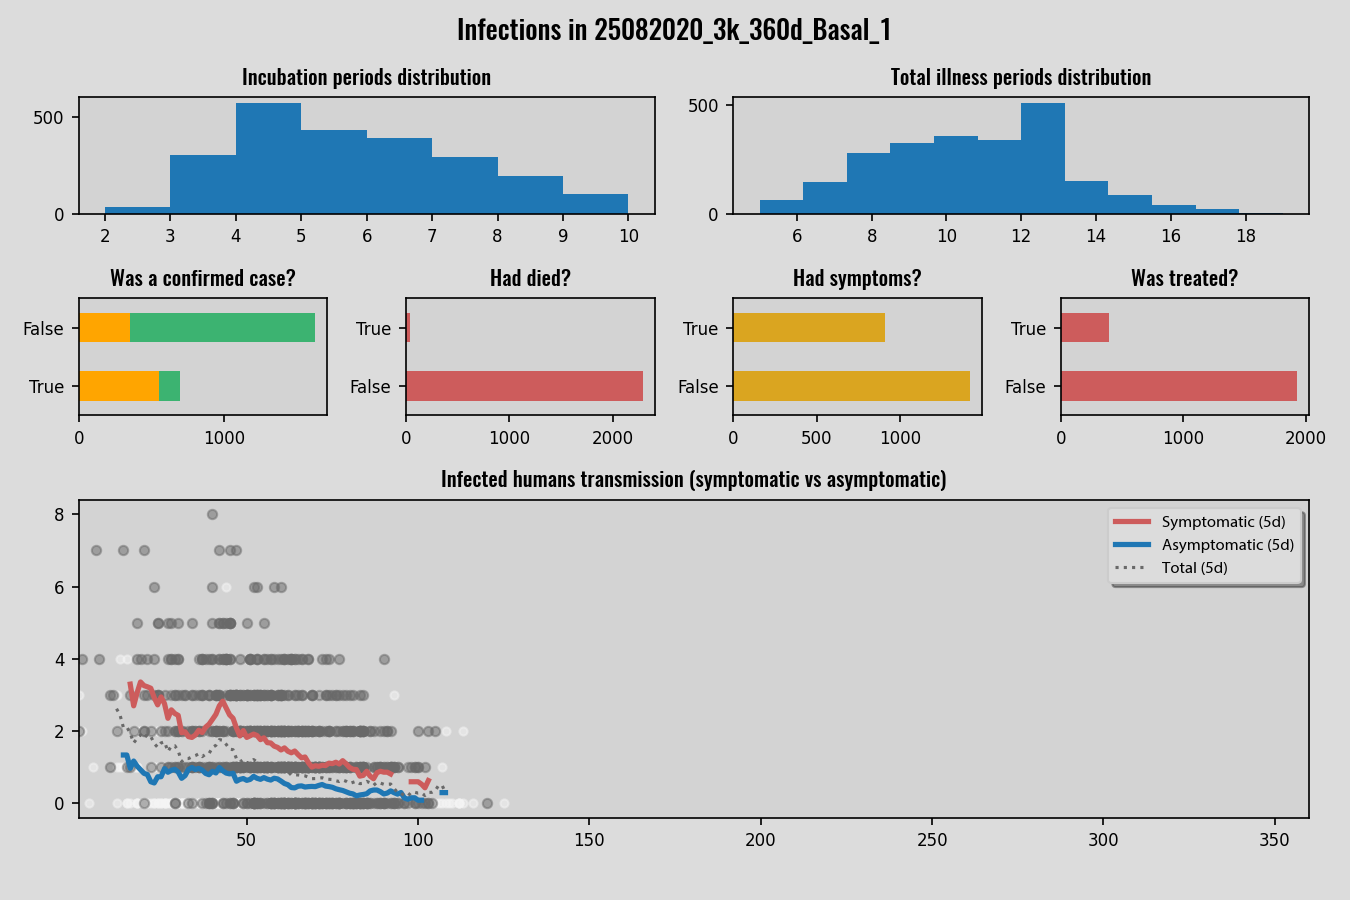 Infections in 25082020_3k_360d_Basal_1
Incubation periods distribution
500
0
2 3 4 5 6 7 8 9 10
Total illness periods distribution
500
0
6 8 10 12 14 16 18
Was a confirmed case?
False
True
0 1000
Had died?
True
False
0 1000 2000
Had symptoms?
True
False
0 500 1000
Was treated?
True
False
0 1000 2000
Infected humans transmission (symptomatic vs asymptomatic)
8
6
4
2
0
50 100 150 200 250 300 350
Symptomatic (5d)
Asymptomatic (5d)
Total (5d)